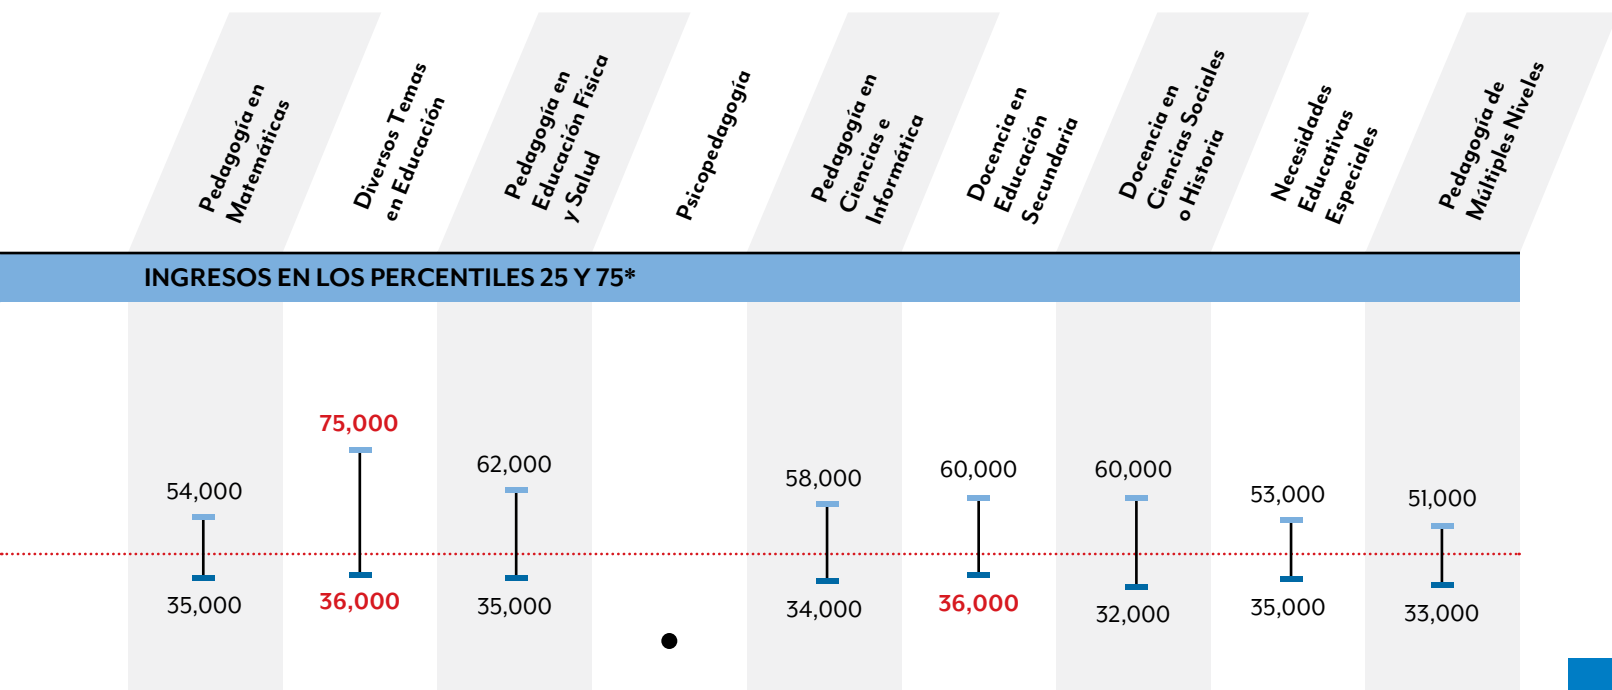 Pedagogía en
Matemáticas
Diversos Temas
en Educación
Pedagogía en
Educación Física
y Salud
Psicopedagogía
Pedagogía en
Ciencias e
Informática
Docencia en
Educación
Secundaria
Docencia en
Ciencias Sociales
o Historia
Necesidades
Educativas
Especiales
Pedagogía de
Múltiples Niveles
INGRESOS EN LOS PERCENTILES 25 Y 75*
54,000
35,000
75,000
36,000
62,000
35,000
58,000
34,000
60,000
36,000
60,000
32,000
53,000
35,000
51,000
33,000